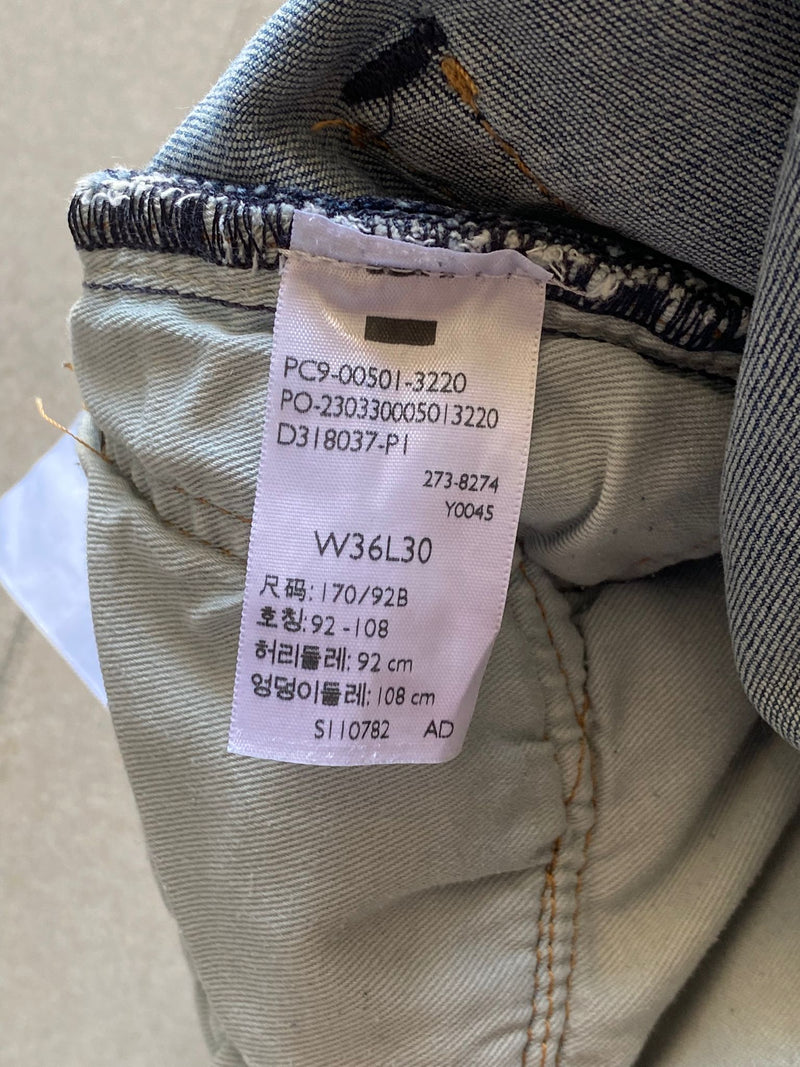 PC9-00501-3220
PO-230330005013220
D318037-P1
273-8274
Y0045
W36L30
尺码:170/92B
호칭:92 -108
허리둘레: 92 cm
엉덩이둘레: 108 cm
S110782 AD